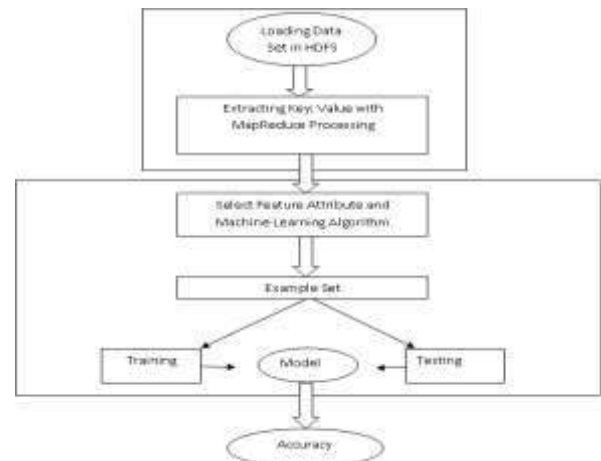 Loading Data
Set in HDFS
Extracting Key, Value with
MapReduce Processing
Select Feature Attribute and
Machine-Learning Algorithm
Example Set
Training
Model
Testing
Accuracy